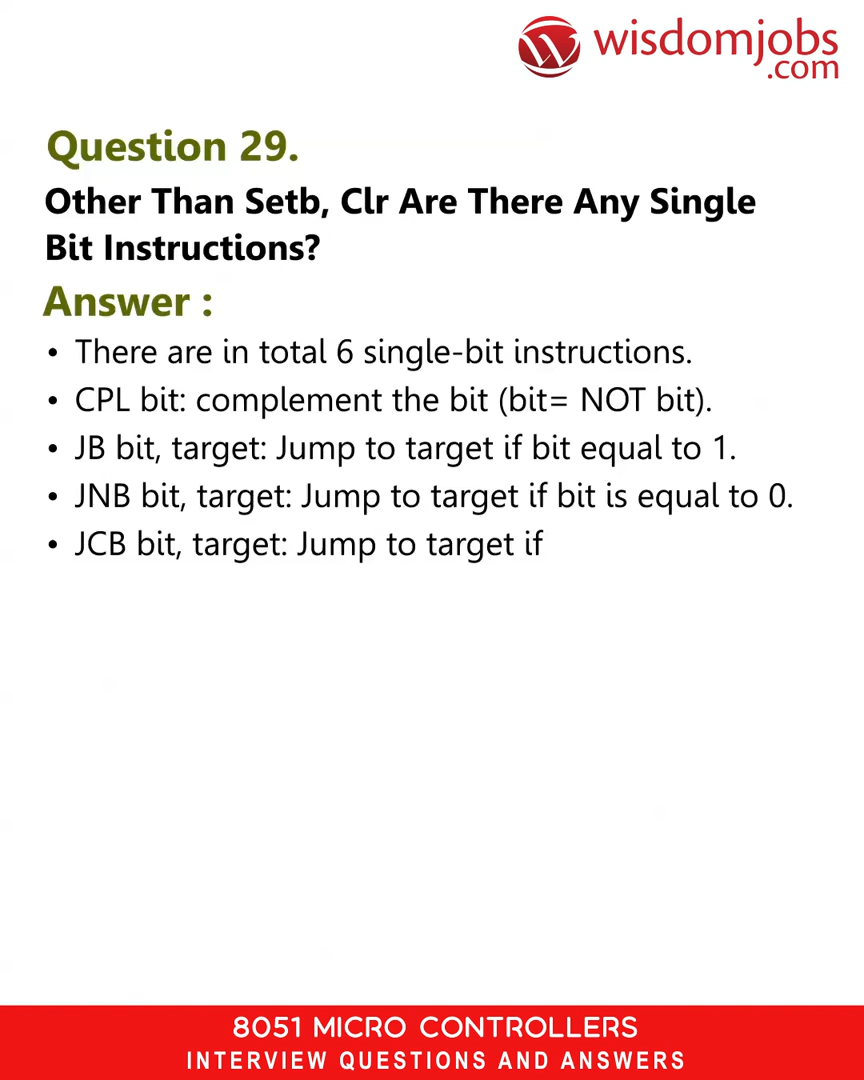 wisdomjobs
.com
Question 29.
Other Than Setb, Clr Are There Any Single
Bit Instructions?
Answer :
• There are in total 6 single-bit instructions.
• CPL bit: complement the bit (bit= NOT bit).
• JB bit, target: Jump to target if bit equal to 1.
• JNB bit, target: Jump to target if bit is equal to 0.
• JCB bit, target: Jump to target if
8051 MICRO CONTROLLERS
INTERVIEW QUESTIONS AND ANSWERS